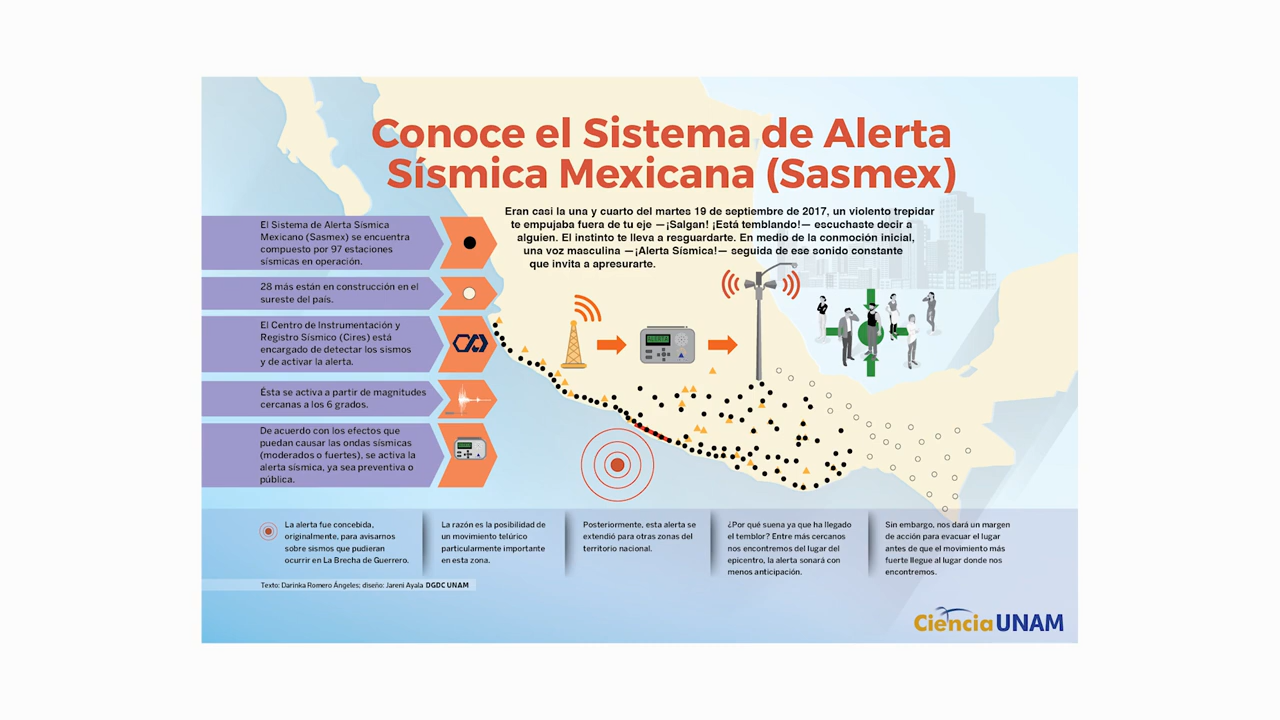 Conoce el Sistema de Alerta
Sísmica Mexicana (Sasmex)
Eran casi la una y cuarto del martes 19 de septiembre de 2017, un violento trepidar
te empujaba fuera de tu eje —¡Salgan! ¡Está temblando!— escuchaste decir a
alguien. El instinto te lleva a resguardarte. En medio de la conmoción inicial,
una voz masculina —¡Alerta Sísmica!— seguida de ese sonido constante
que invita a apresurarte.
El Sistema de Alerta Sísmica
Mexicano (Sasmex) se encuentra
compuesto por 97 estaciones
sísmicas en operación.
28 más están en construcción en el
sureste del país.
El Centro de Instrumentación y
Registro Sísmico (Cires) está
encargado de detectar los sismos
y de activar la alerta.
Ésta se activa a partir de magnitudes
cercanas a los 6 grados.
De acuerdo con los efectos que
puedan causar las ondas sísmicas
(moderados o fuertes), se activa la
alerta sísmica, ya sea preventiva o
pública.
ALERTA
La alerta fue concebida,
originalmente, para avisarnos
sobre sismos que pudieran
ocurrir en La Brecha de Guerrero.
La razón es la posibilidad de
un movimiento telúrico
particularmente importante
en esta zona.
Posteriormente, esta alerta se
extendió para otras zonas del
territorio nacional.
¿Por qué suena ya que ha llegado
el temblor? Entre más cercanos
nos encontremos del lugar del
epicentro, la alerta sonará con
menos anticipación.
Sin embargo, nos dará un margen
de acción para evacuar el lugar
antes de que el movimiento más
fuerte llegue al lugar donde nos
encontremos.
Texto: Darinka Romero Ángeles; diseño: Jareni Ayala DGDC UNAM
Ciencia UNAM